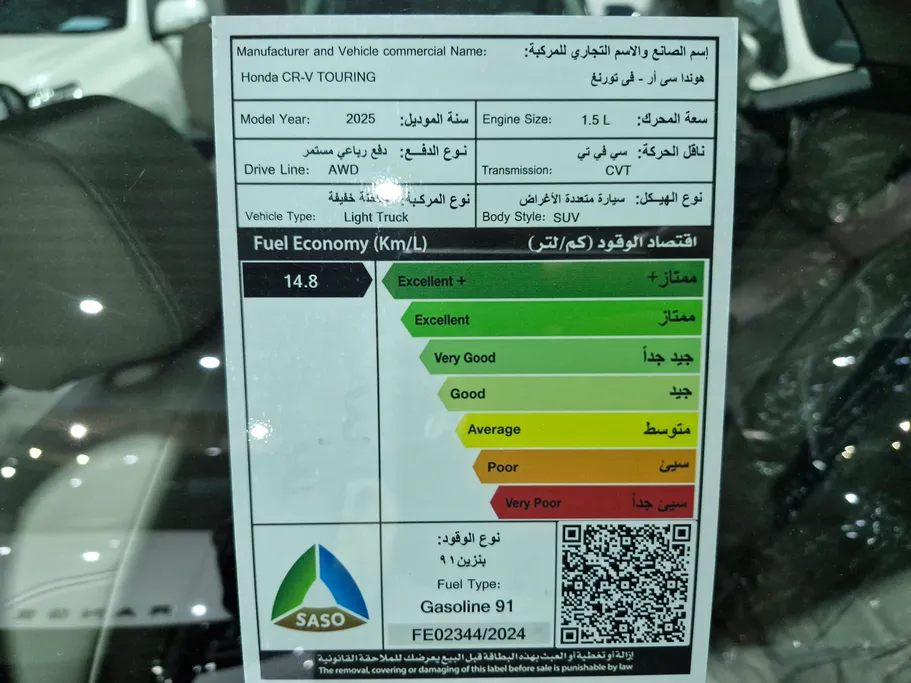 Manufacturer and Vehicle commercial Name: إسم الصانع والاسم التجاري للمركبة:
Honda CR-V TOURING هوندا سى أر - فى تورنغ
Model Year: 2025 سنة الموديل:
Engine Size: 1.5 L سعة المحرك:
نوع الدفـــع: دفع رباعي مستمر
Drive Line: AWD
ناقل الحركة: سي في تي
Transmission: CVT
نوع المركبة: خفيفة
Vehicle Type: Light Truck
نوع الهيـكل: سيارة متعددة الأغراض
Body Style: SUV
Fuel Economy (Km/L) اقتصاد الوقود (كم/لتر)
14.8
Excellent + ممتاز+
Excellent ممتاز
Very Good جيد جداً
Good جيد
Average متوسط
Poor سيئ
Very Poor سيئ جداً
SASO
نوع الوقود:
بنزين ٩١
Fuel Type:
Gasoline 91
FE02344/2024
إزالة أو تغطية أو العبث بهذه البطاقة قبل البيع يعرضك للملاحقة القانونية
The removal, covering or damaging of this label before sale is punishable by law